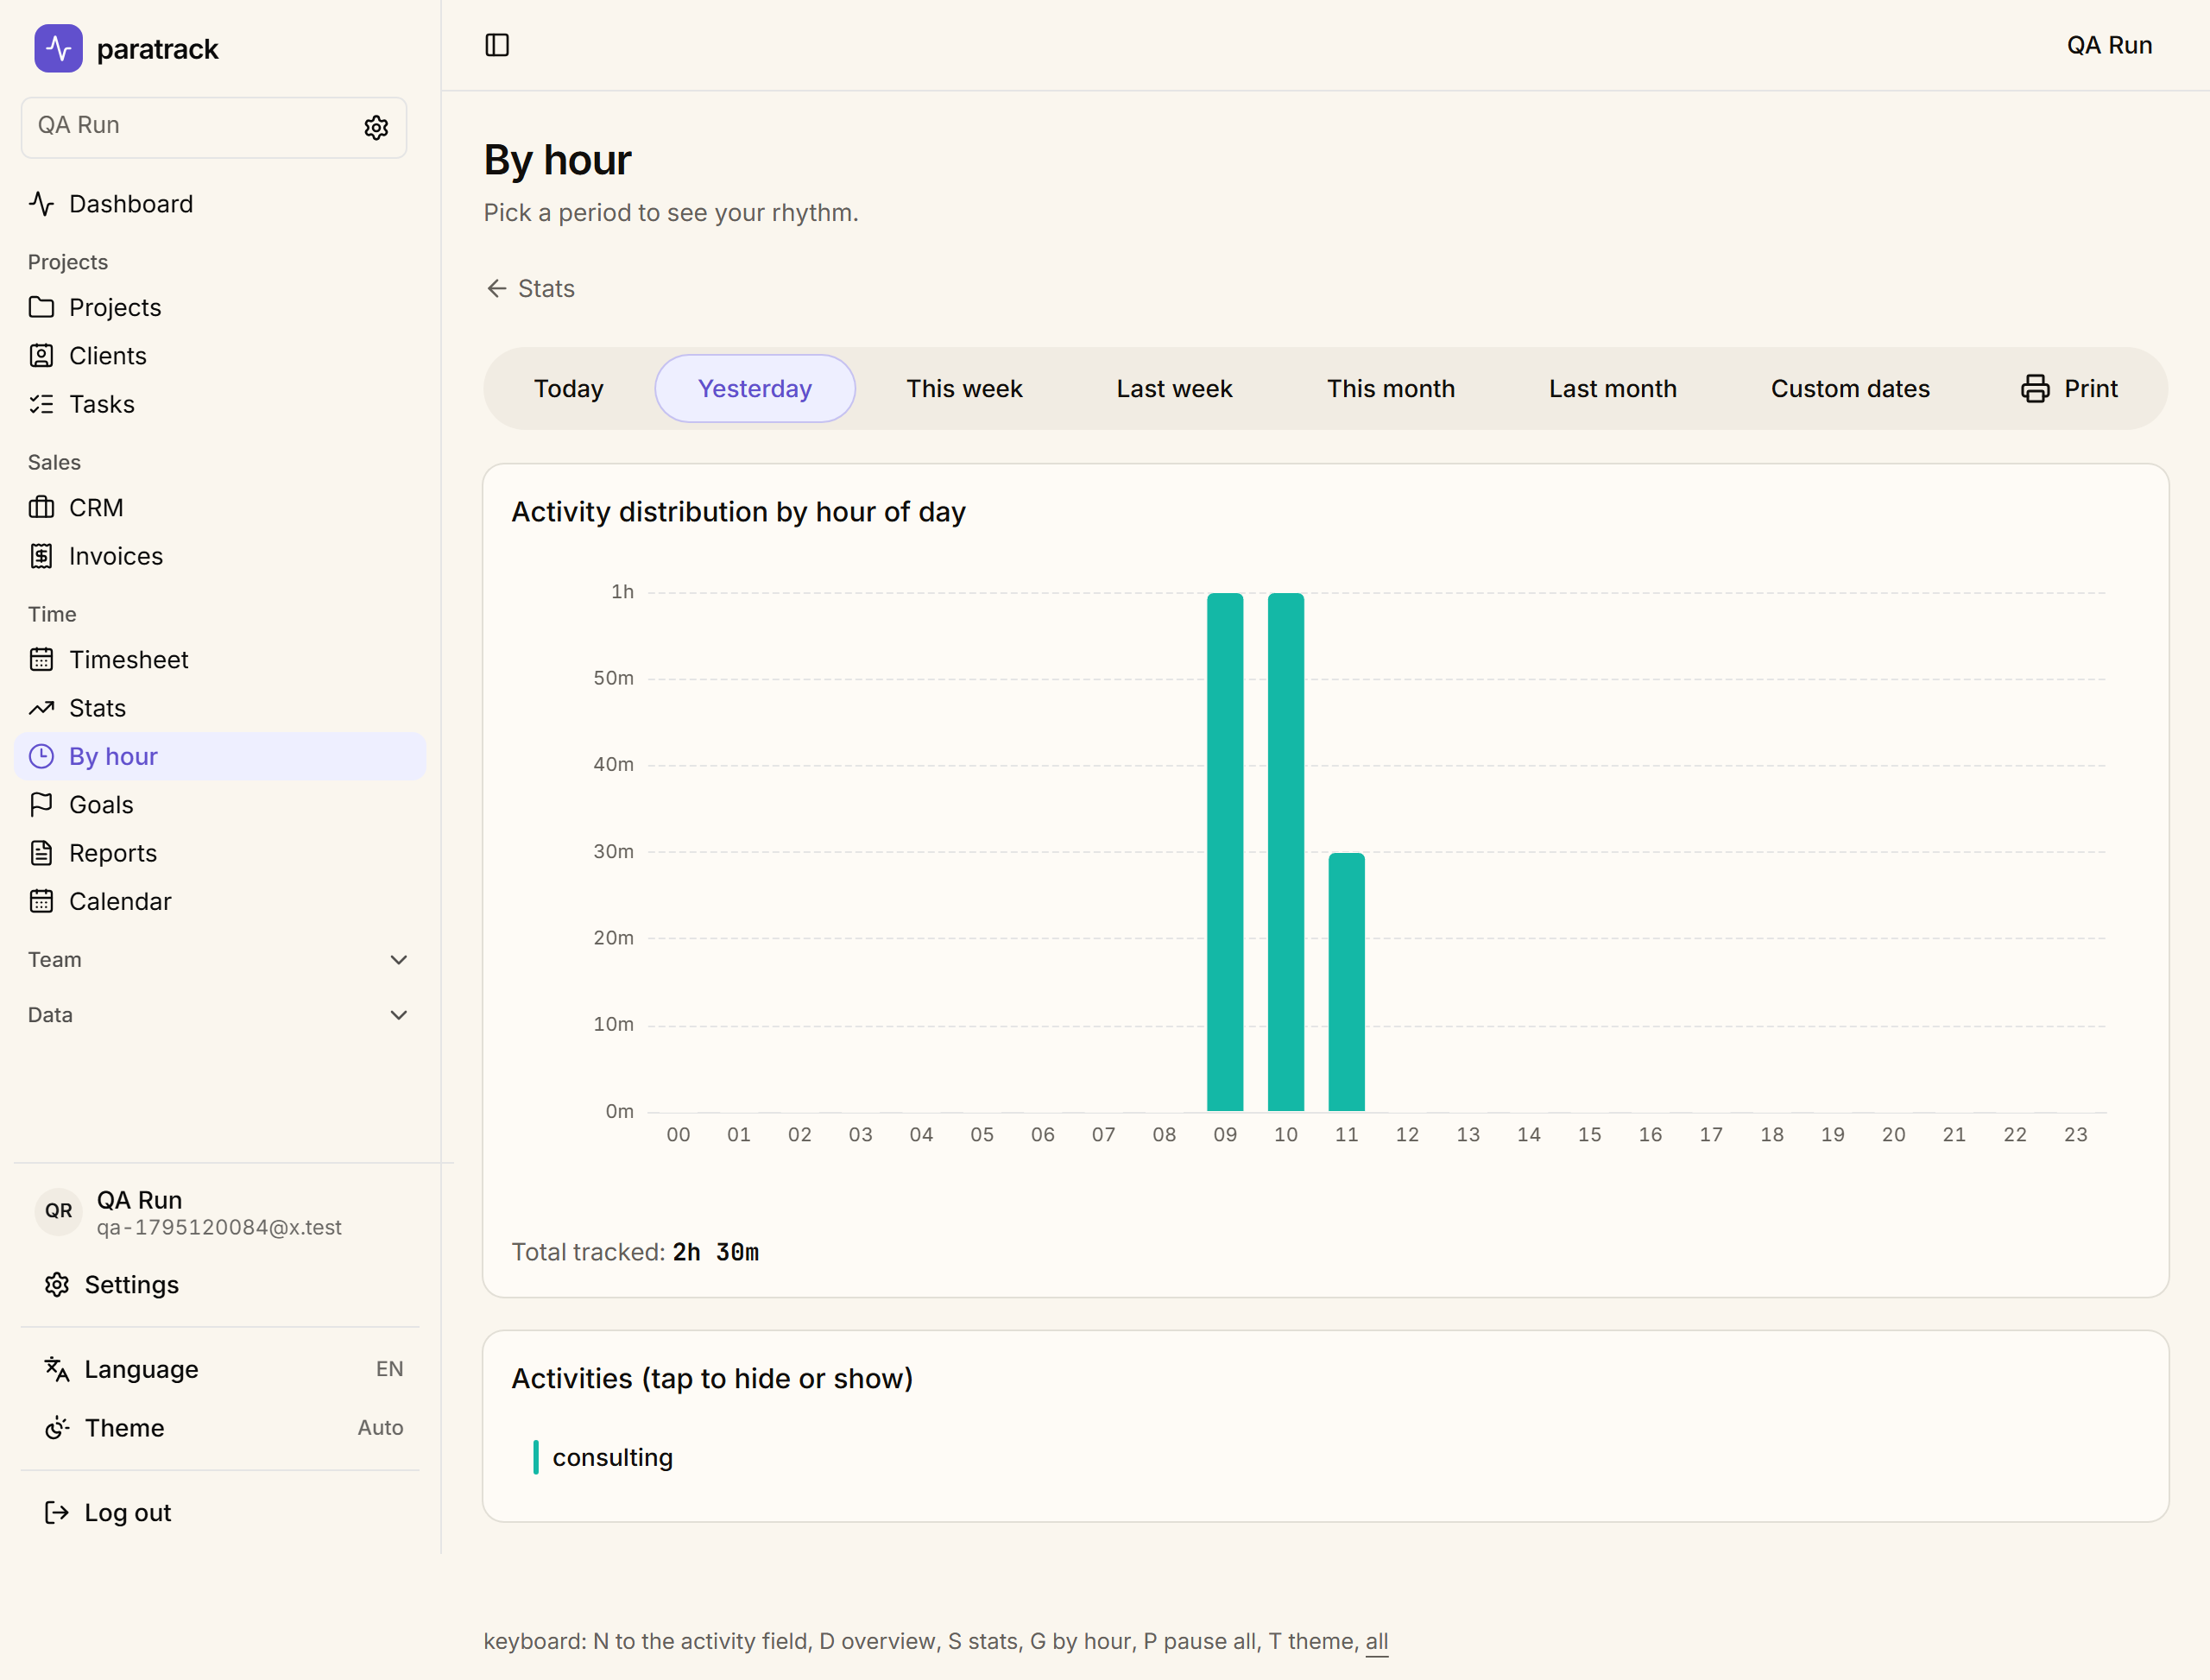 paratrack
QA Run
QA Run
Dashboard
Projects
Projects
Clients
Tasks
Sales
CRM
Invoices
Time
Timesheet
Stats
By hour
Goals
Reports
Calendar
Team
Data
QR
QA Run
qa-1795120084@x.test
Settings
Language EN
Theme Auto
Log out
By hour
Pick a period to see your rhythm.
Stats
Today Yesterday This week Last week This month Last month Custom dates Print
Activity distribution by hour of day
1h
50m
40m
30m
20m
10m
0m
00 01 02 03 04 05 06 07 08 09 10 11 12 13 14 15 16 17 18 19 20 21 22 23
Total tracked: 2h 30m
Activities (tap to hide or show)
consulting
keyboard: N to the activity field, D overview, S stats, G by hour, P pause all, T theme, all